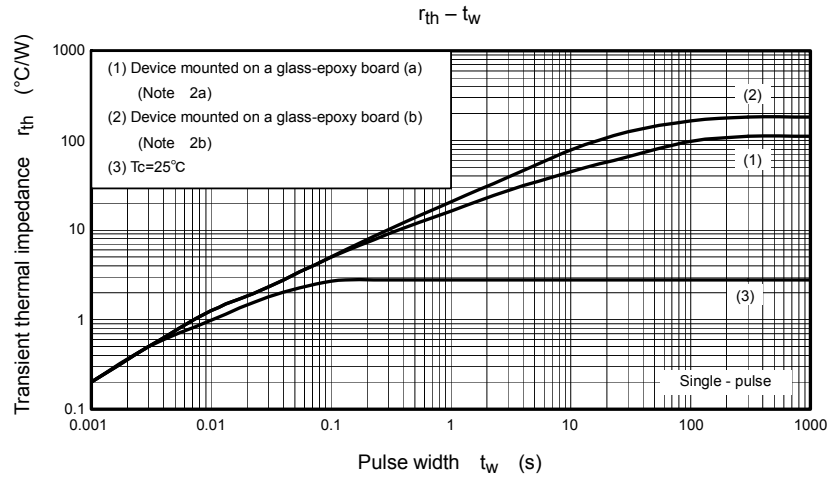 rth – tw
Transient thermal impedance rth (°C/W)
1000
100
10
1
0.1
(1) Device mounted on a glass-epoxy board (a)
(Note 2a)
(2) Device mounted on a glass-epoxy board (b)
(Note 2b)
(3) Tc=25°C
(2)
(1)
(3)
Single - pulse
0.001 0.01 0.1 1 10 100 1000
Pulse width tw (s)